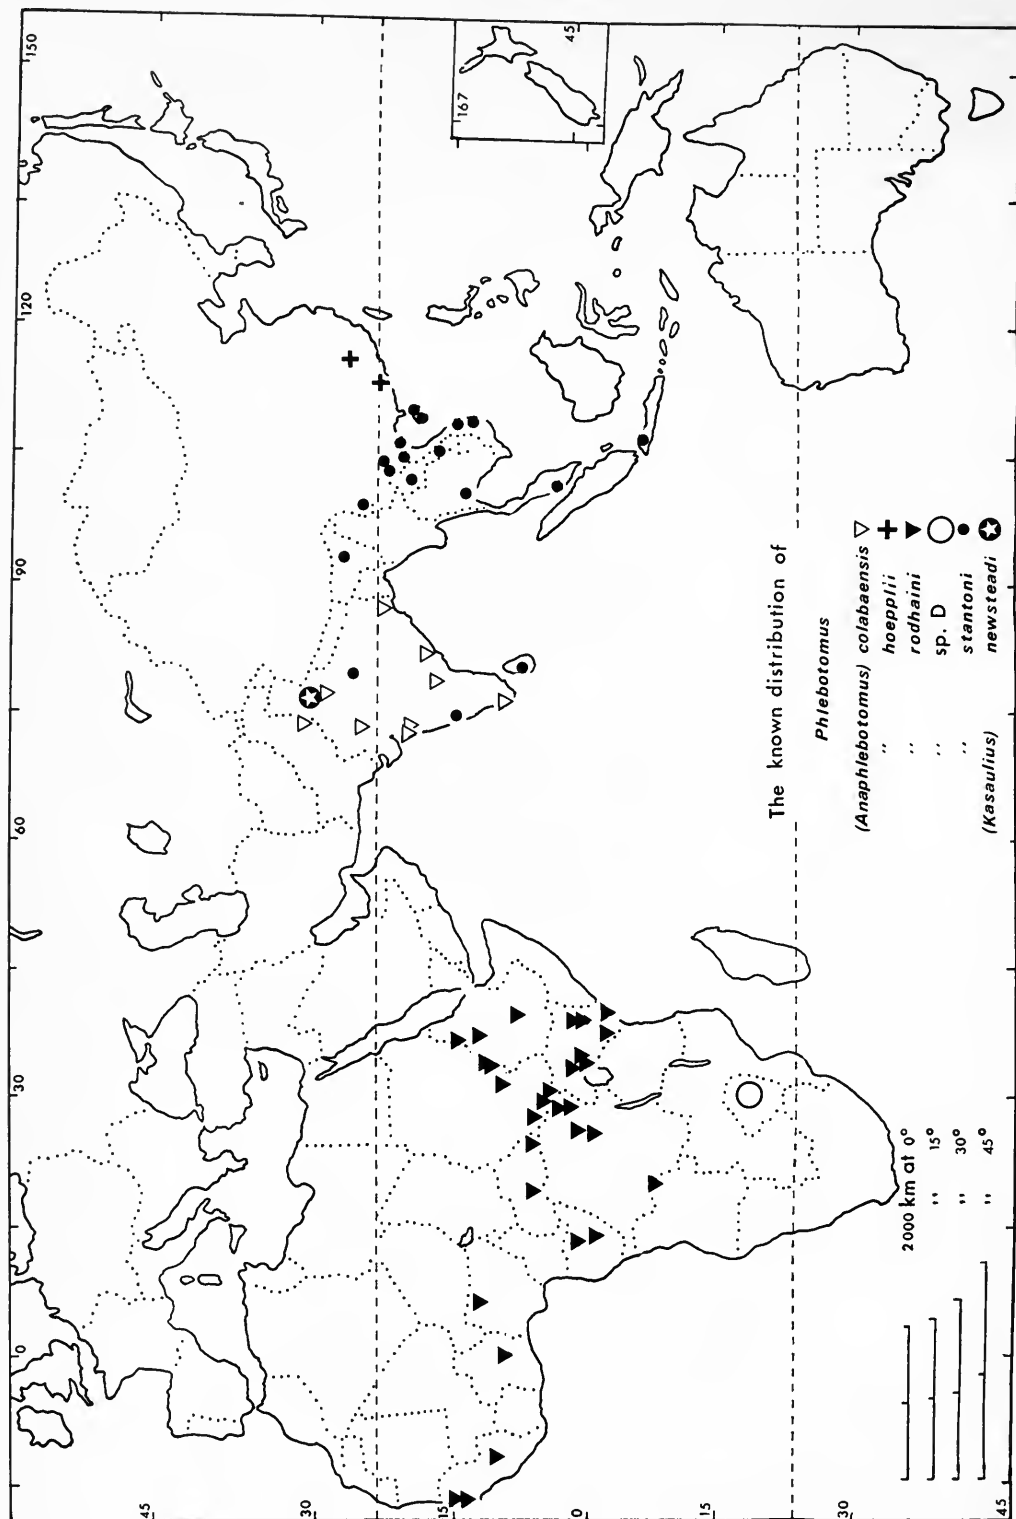 0
30
60
90
120
0
150
45
30
15
0
15
30
45
167
45
The known distribution of
Phlebotomus
(Anaphlebotomus) colabaensis
,, hoepplii
,, rodhaini
,, sp. D
,, stantoni
(Kasaulius) newsteadi
2000 km at 0°
,, 15°
,, 30°
,, 45°